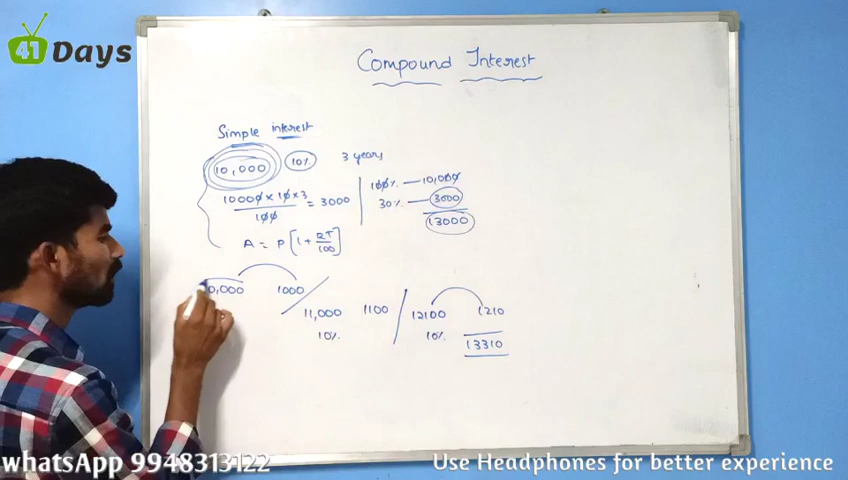 41 Days
Compound Interest
Simple interest
10,000 10% 3 years
10000 × 10 × 3 / 100 = 3000
100% — 10,000
30% — 3000
13000
A = P [1 + RT/100]
0,000 1000
11,000 1100
10%
12100 1210
10%
13310
whatsApp 9948313122
Use Headphones for better experience